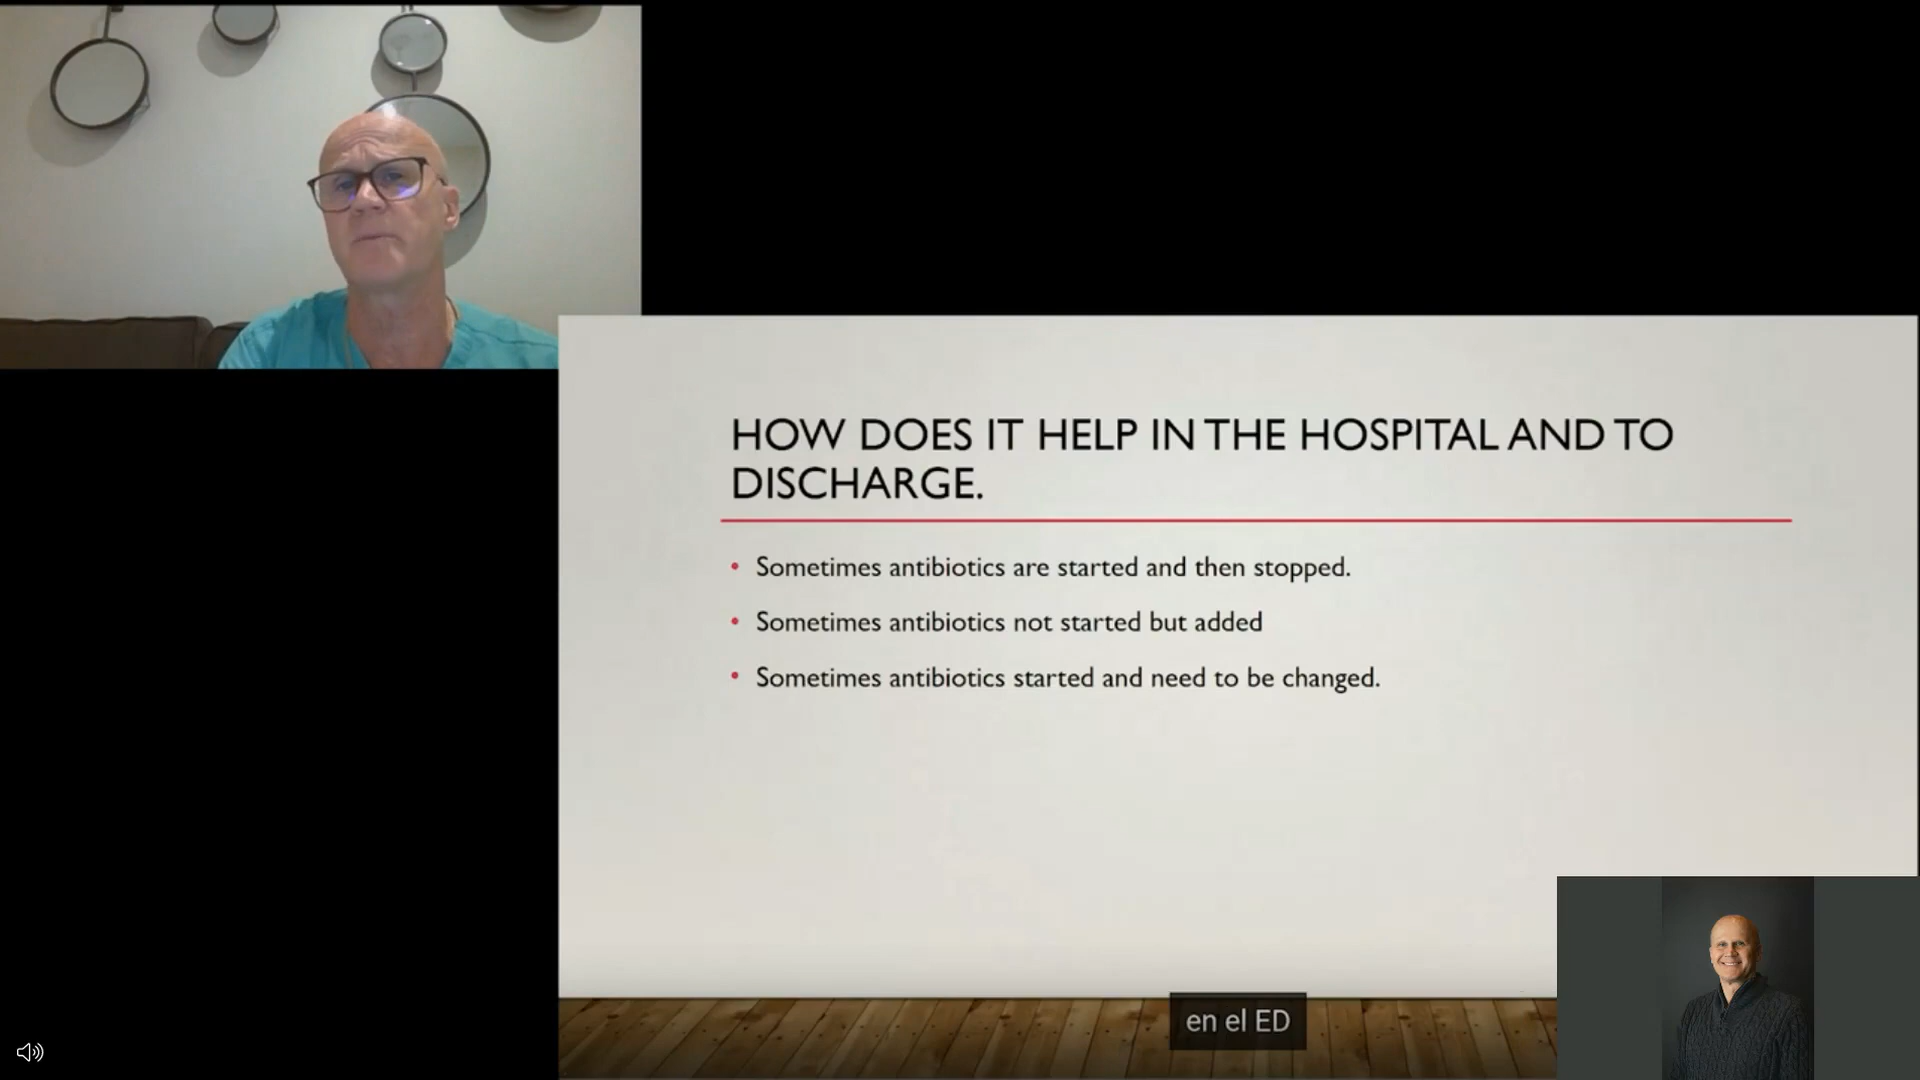 HOW DOES IT HELP IN THE HOSPITAL AND TO
DISCHARGE.
• Sometimes antibiotics are started and then stopped.
• Sometimes antibiotics not started but added
• Sometimes antibiotics started and need to be changed.
en el ED